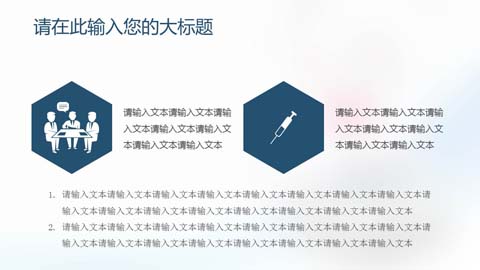 请在此输入您的大标题
请输入文本请输入文本请输
入文本请输入文本请输入文
本请输入文本请输入文本
请输入文本请输入文本请输
入文本请输入文本请输入文
本请输入文本请输入文本
1. 请输入文本请输入文本请输入文本请输入文本请输入文本请输入文本请输入文本请输入文本请
输入文本请输入文本请输入文本请输入文本请输入文本请输入文本请输入文本请输入文本
2. 请输入文本请输入文本请输入文本请输入文本请输入文本请输入文本请输入文本请输入文本请
输入文本请输入文本请输入文本请输入文本请输入文本请输入文本请输入文本请输入文本